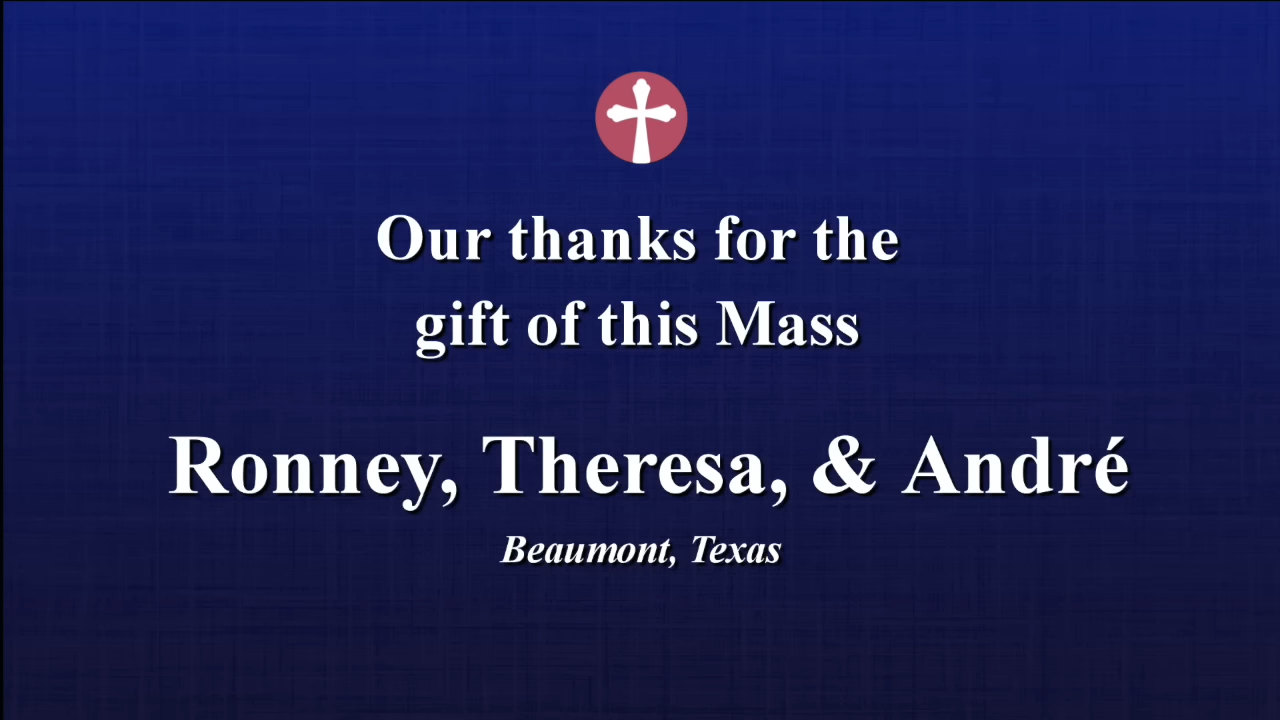 Our thanks for the
gift of this Mass
Ronney, Theresa, & André
Beaumont, Texas